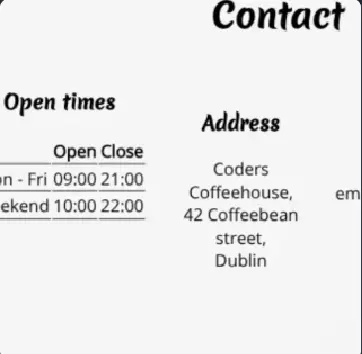 Contact
Open times
Open Close
n - Fri 09:00 21:00
ekend 10:00 22:00
Address
Coders
Coffeehouse,
42 Coffeebean
street,
Dublin
em